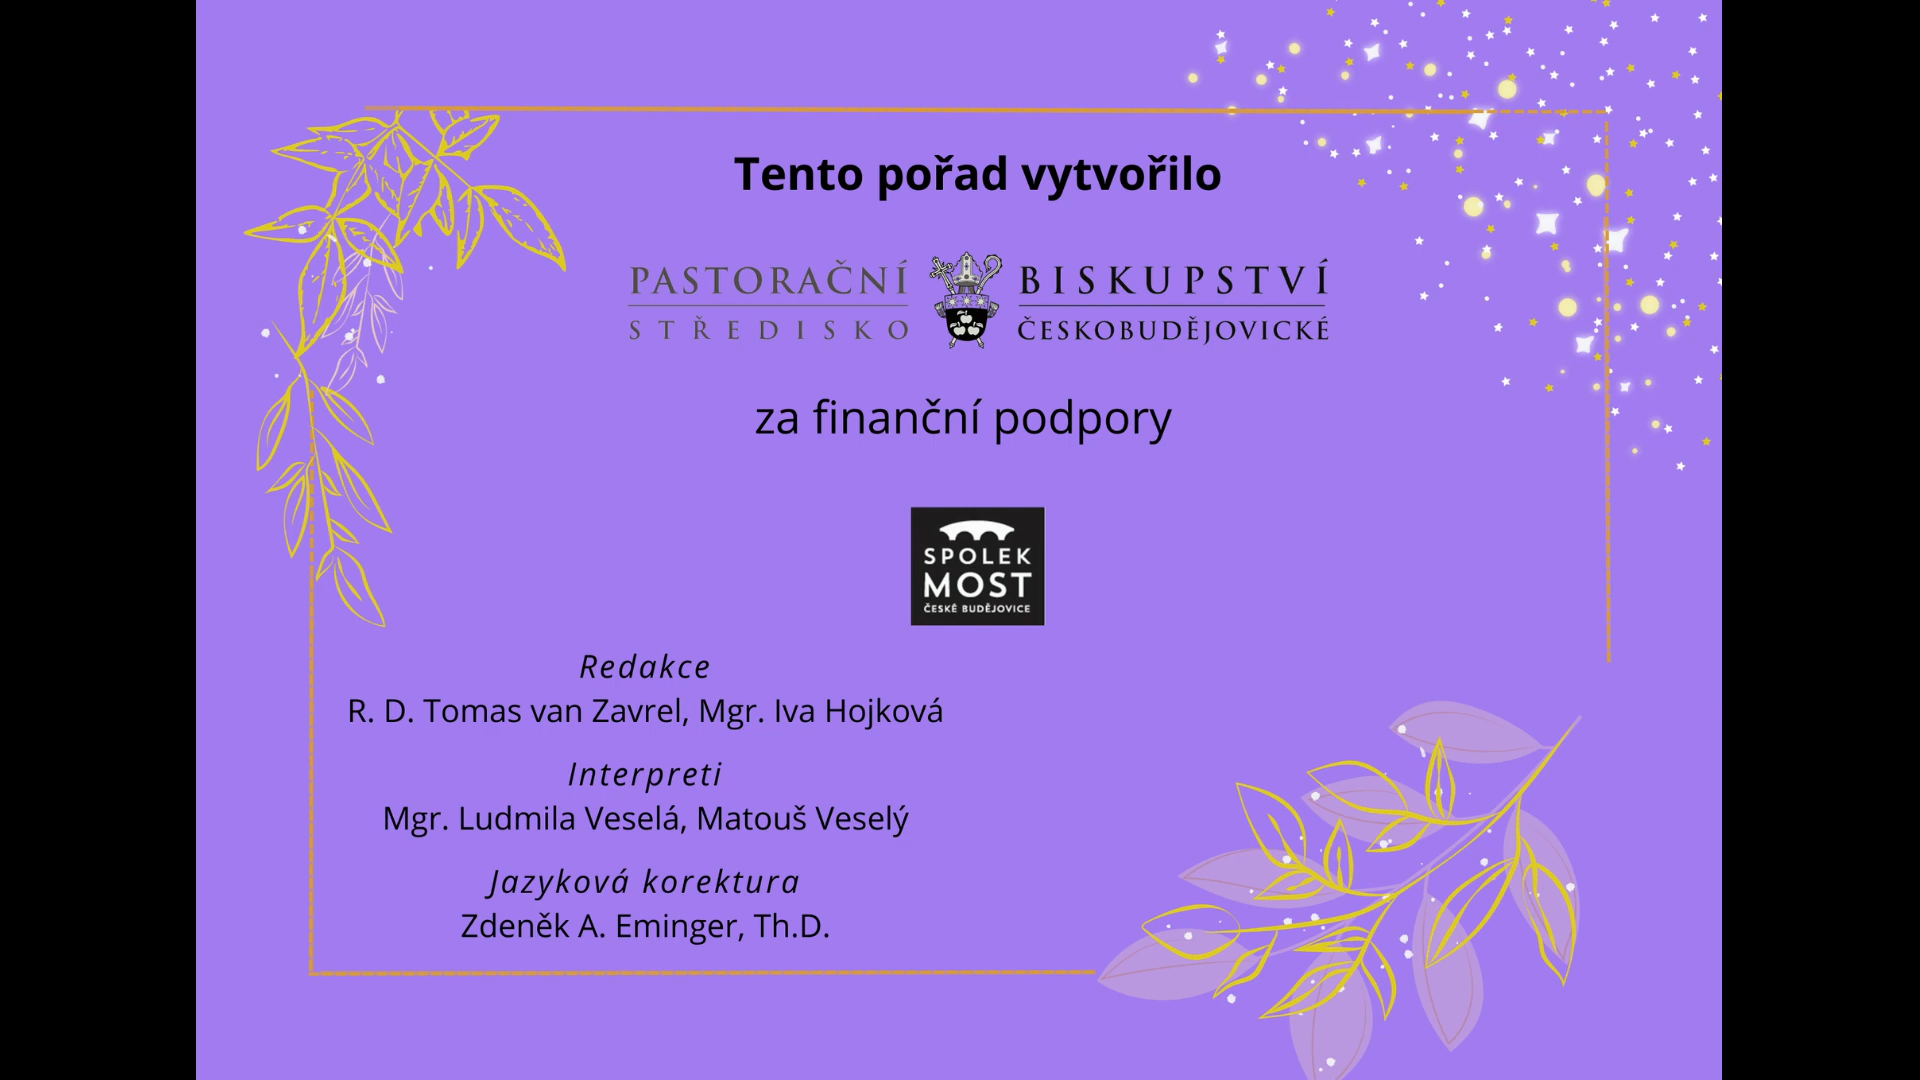 Tento pořad vytvořilo
PASTORAČNÍ BISKUPSTVÍ
STŘEDISKO ČESKOBUDĚJOVICKÉ
za finanční podpory
SPOLEK
MOST
ČESKÉ BUDĚJOVICE
Redakce
R. D. Tomas van Zavrel, Mgr. Iva Hojková
Interpreti
Mgr. Ludmila Veselá, Matouš Veselý
Jazyková korektura
Zdeněk A. Eminger, Th.D.